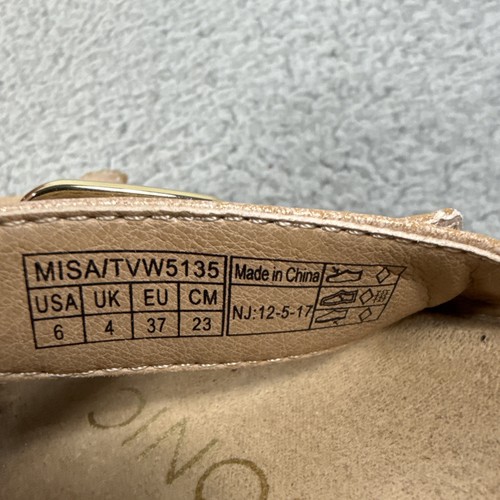 MISA/TVW5135
USA UK EU CM
6 4 37 23
Made in China
NJ:12-5-17